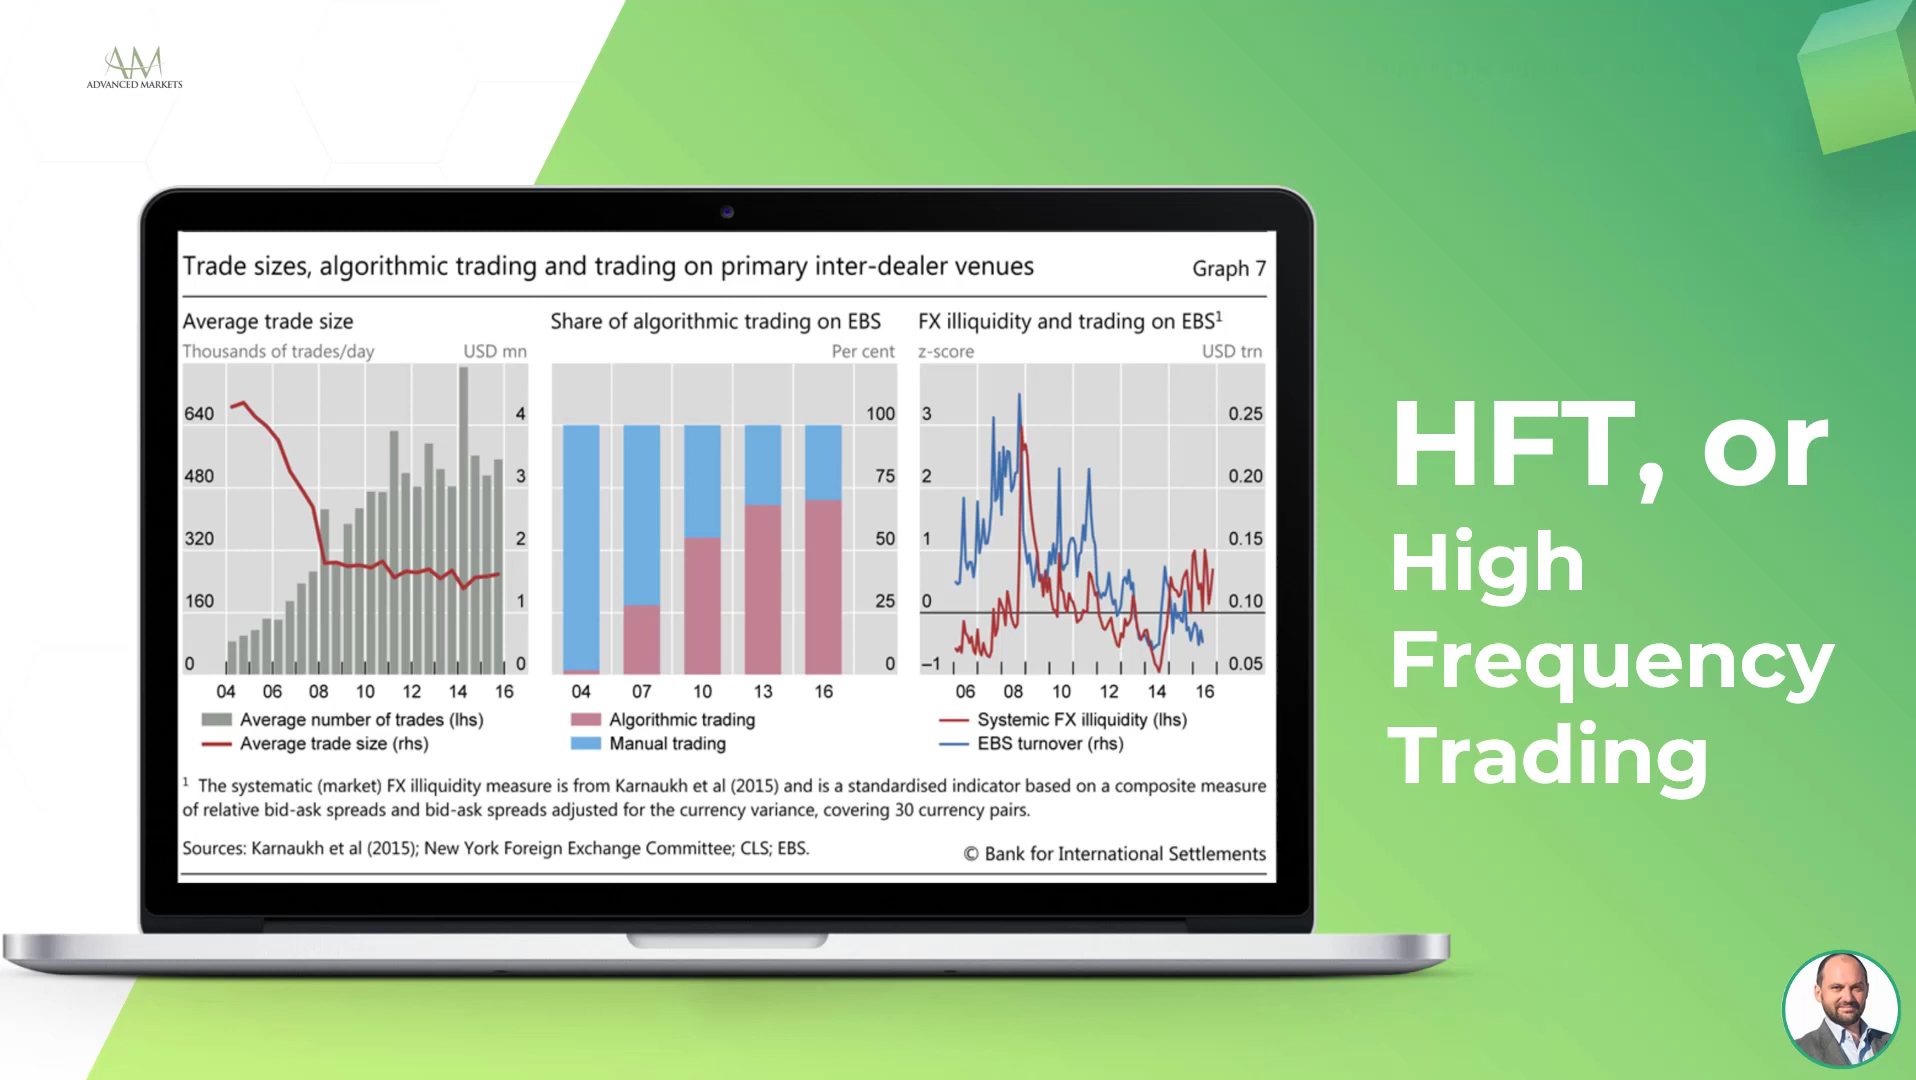 AM
ADVANCED MARKETS
Trade sizes, algorithmic trading and trading on primary inter-dealer venues
Graph 7
Average trade size
Thousands of trades/day
USD mn
640
480
320
160
0
4
3
2
1
0
04 06 08 10 12 14 16
Average number of trades (lhs)
Average trade size (rhs)
Share of algorithmic trading on EBS
Per cent
100
75
50
25
0
04 07 10 13 16
Algorithmic trading
Manual trading
FX illiquidity and trading on EBS¹
z-score
USD trn
3
2
1
0
–1
0.25
0.20
0.15
0.10
0.05
06 08 10 12 14 16
Systemic FX illiquidity (lhs)
EBS turnover (rhs)
¹ The systematic (market) FX illiquidity measure is from Karnaukh et al (2015) and is a standardised indicator based on a composite measure
of relative bid-ask spreads and bid-ask spreads adjusted for the currency variance, covering 30 currency pairs.
Sources: Karnaukh et al (2015); New York Foreign Exchange Committee; CLS; EBS.
© Bank for International Settlements
HFT, or
High
Frequency
Trading